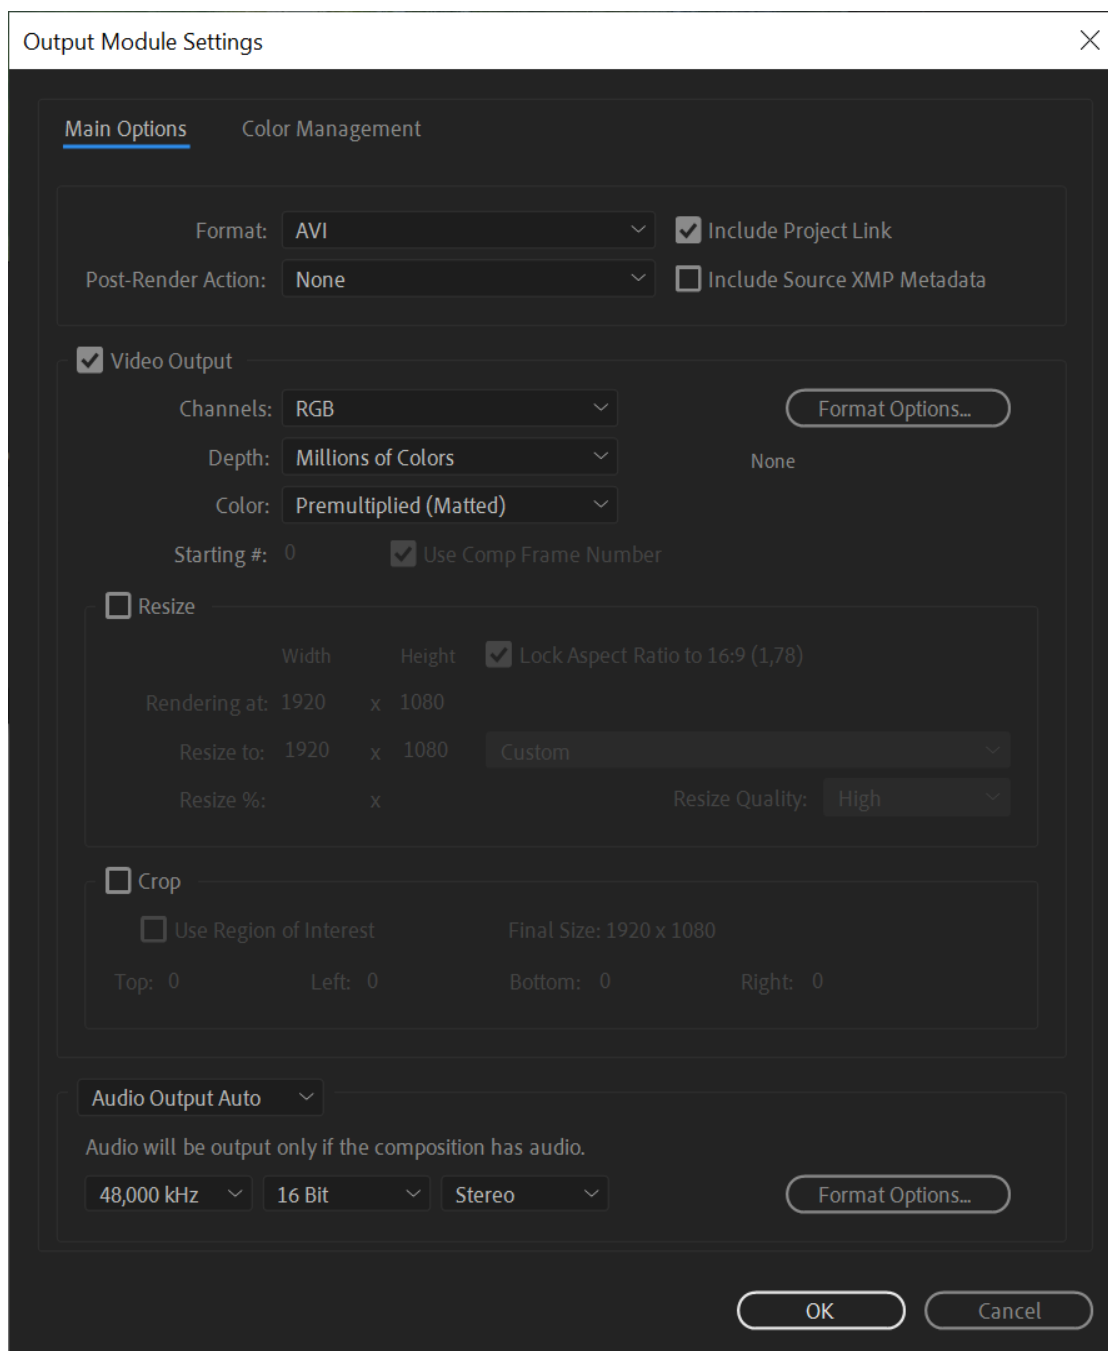 Output Module Settings
Main Options Color Management
Format: AVI Include Project Link
Post-Render Action: None Include Source XMP Metadata
Video Output
Channels: RGB Format Options...
Depth: Millions of Colors None
Color: Premultiplied (Matted)
Starting #: 0 Use Comp Frame Number
Resize
Width Height Lock Aspect Ratio to 16:9 (1,78)
Rendering at: 1920 x 1080
Resize to: 1920 x 1080 Custom
Resize %: x Resize Quality: High
Crop
Use Region of Interest Final Size: 1920 x 1080
Top: 0 Left: 0 Bottom: 0 Right: 0
Audio Output Auto
Audio will be output only if the composition has audio.
48,000 kHz 16 Bit Stereo Format Options...
OK Cancel